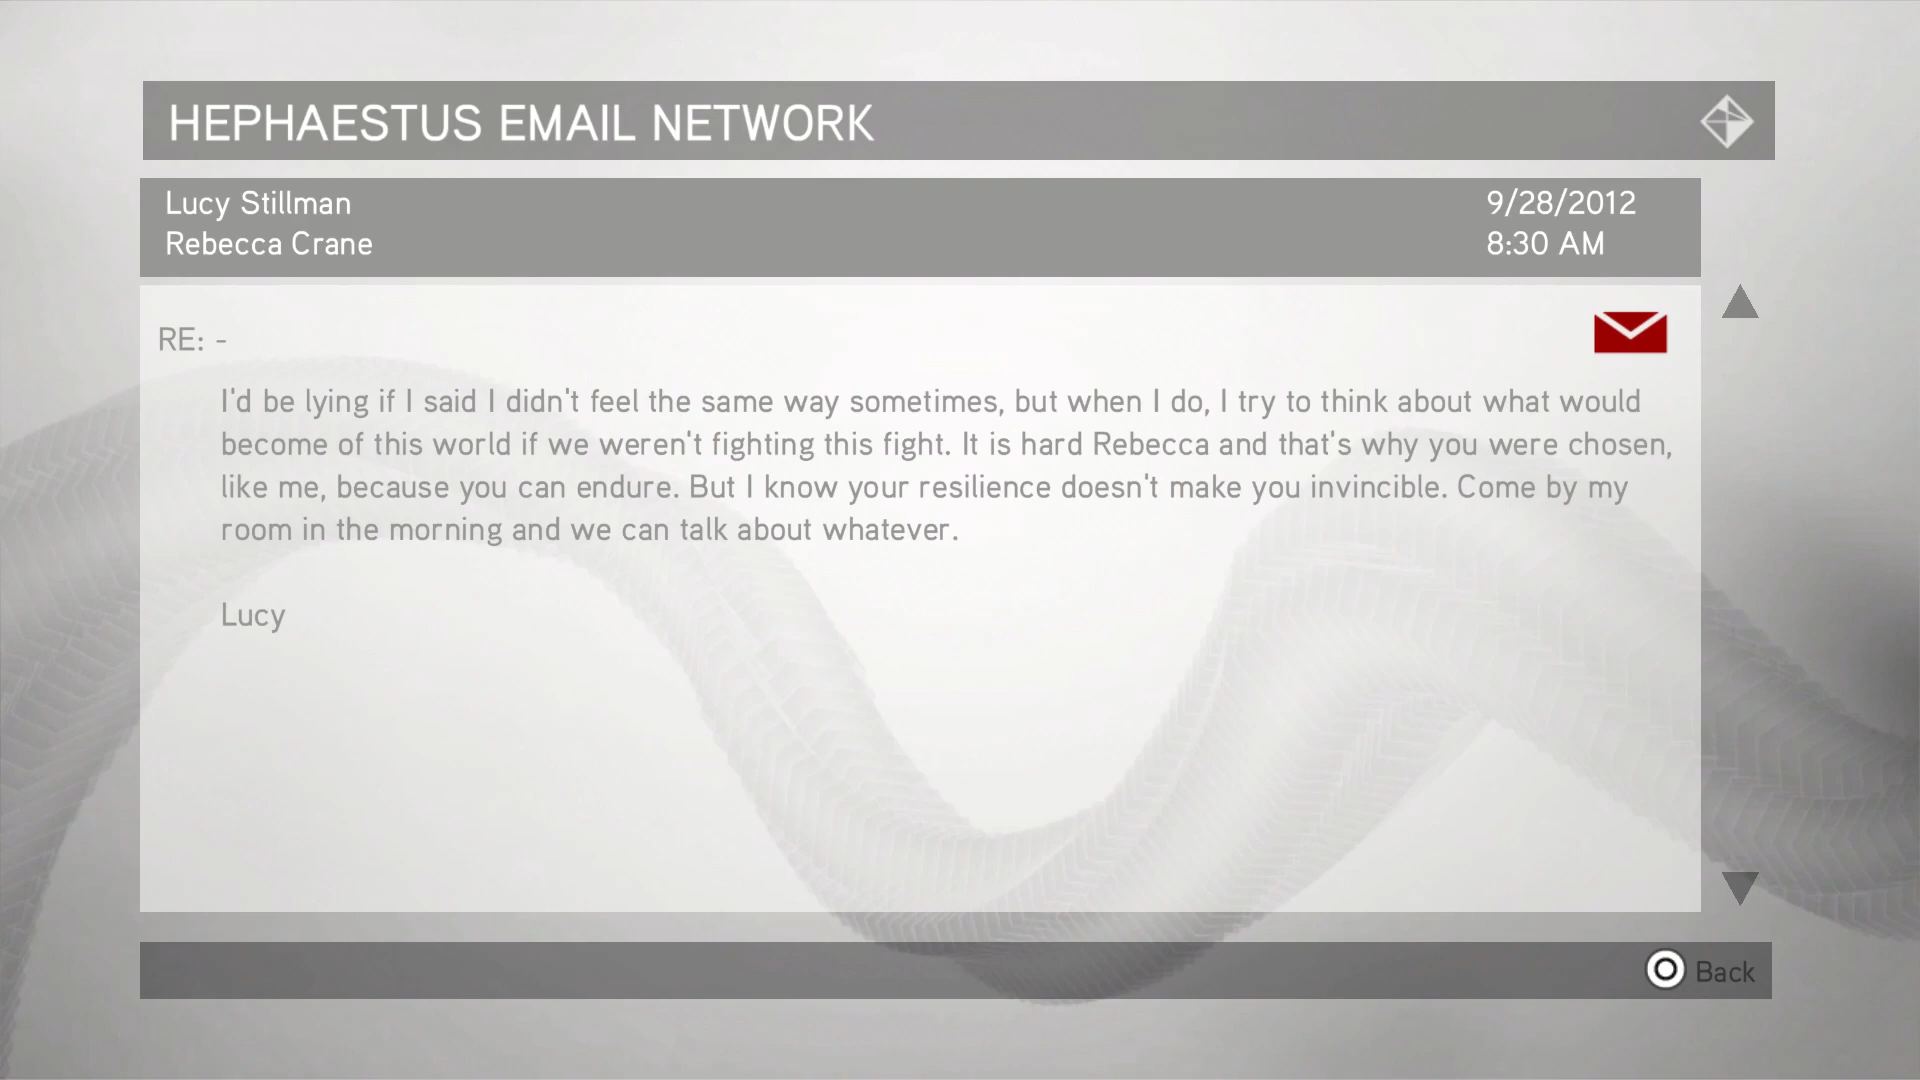 HEPHAESTUS EMAIL NETWORK
Lucy Stillman
9/28/2012
Rebecca Crane
8:30 AM
RE: -
I'd be lying if I said I didn't feel the same way sometimes, but when I do, I try to think about what would
become of this world if we weren't fighting this fight. It is hard Rebecca and that's why you were chosen,
like me, because you can endure. But I know your resilience doesn't make you invincible. Come by my
room in the morning and we can talk about whatever.
Lucy
Back